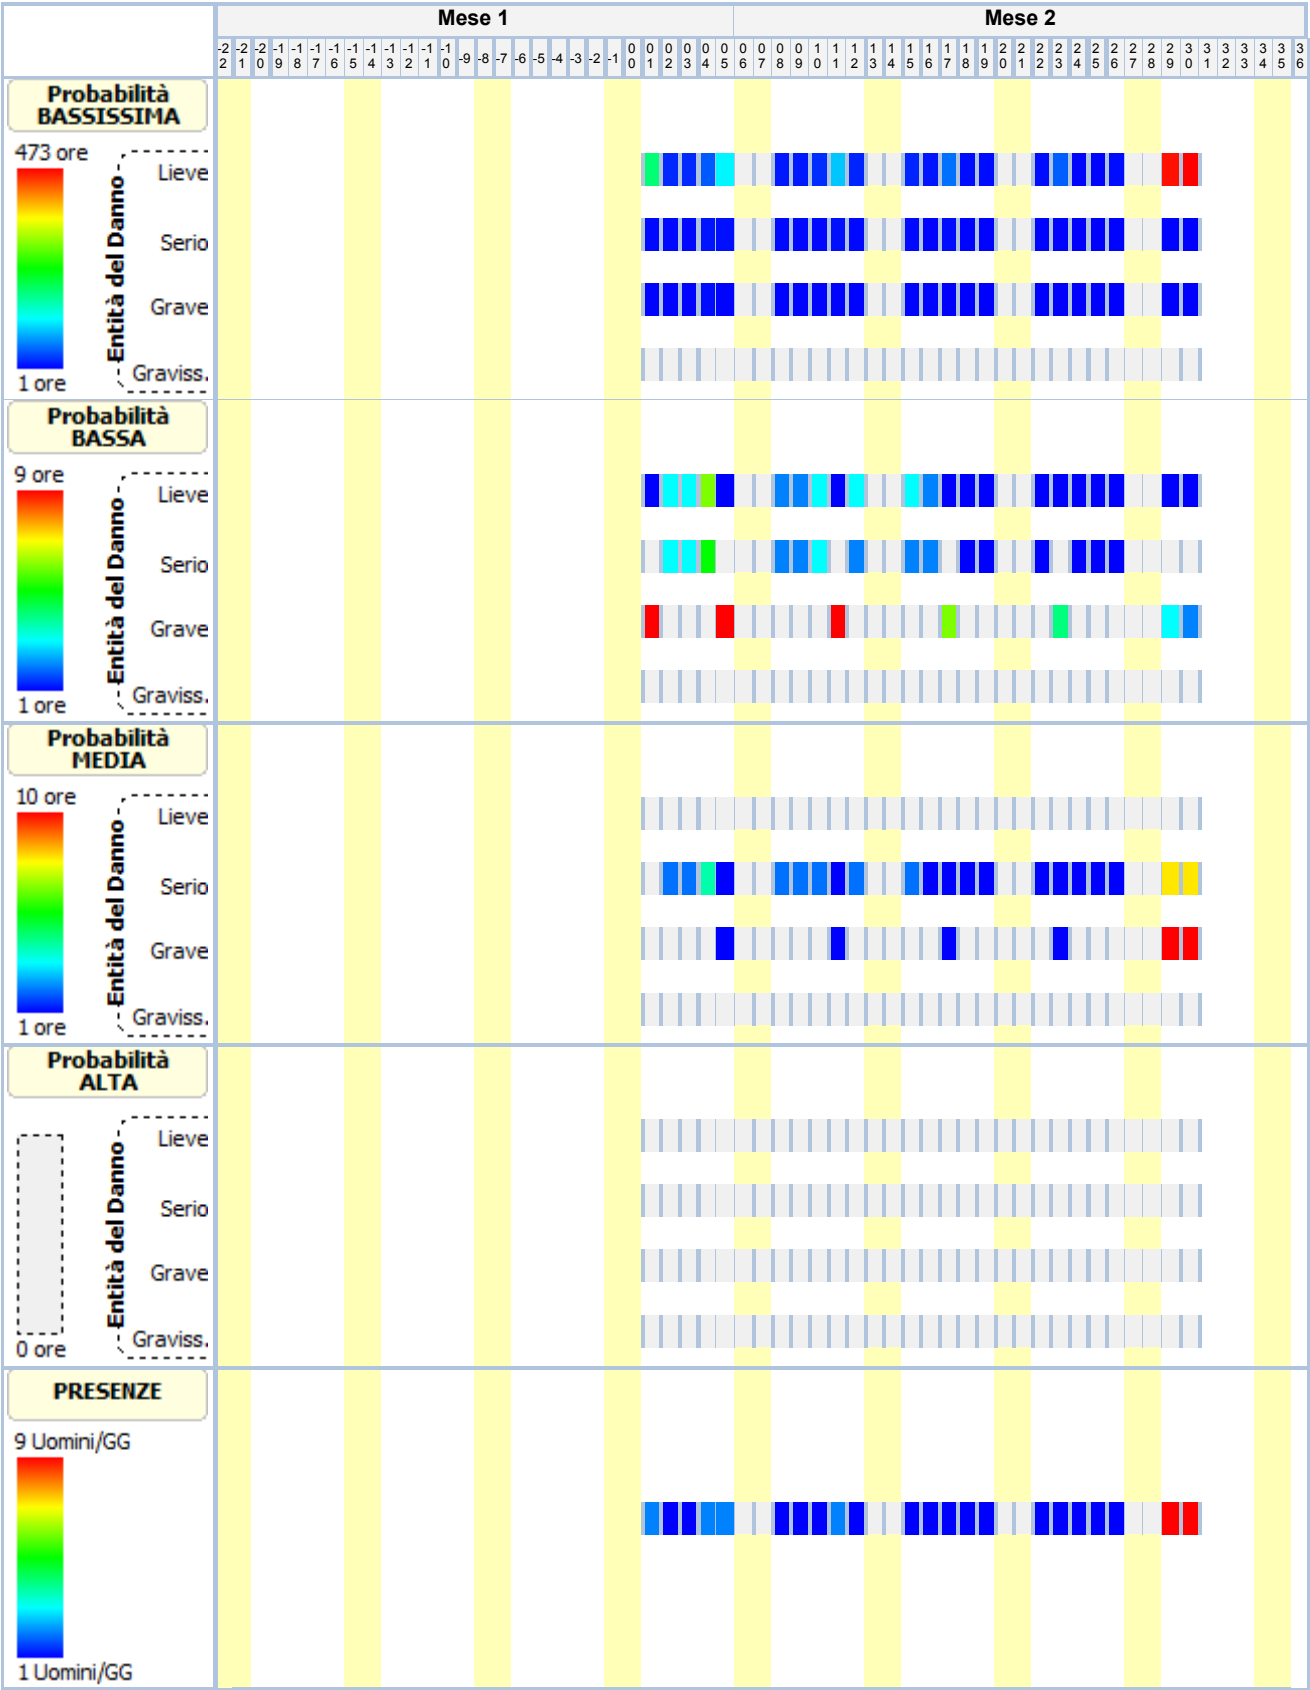 Mese 1
Mese 2
-22 -21 -20 -19 -18 -17 -16 -15 -14 -13 -12 -11 -10 -9 -8 -7 -6 -5 -4 -3 -2 -1 00 01 02 03 04 05 06 07 08 09 10 11 12 13 14 15 16 17 18 19 20 21 22 23 24 25 26 27 28 29 30 31 32 33 34 35 36
Probabilità
BASSISSIMA
473 ore
Entità del Danno
Lieve
Serio
Grave
Graviss.
1 ore
Probabilità
BASSA
9 ore
Entità del Danno
Lieve
Serio
Grave
Graviss.
1 ore
Probabilità
MEDIA
10 ore
Entità del Danno
Lieve
Serio
Grave
Graviss.
1 ore
Probabilità
ALTA
Entità del Danno
Lieve
Serio
Grave
Graviss.
0 ore
PRESENZE
9 Uomini/GG
1 Uomini/GG